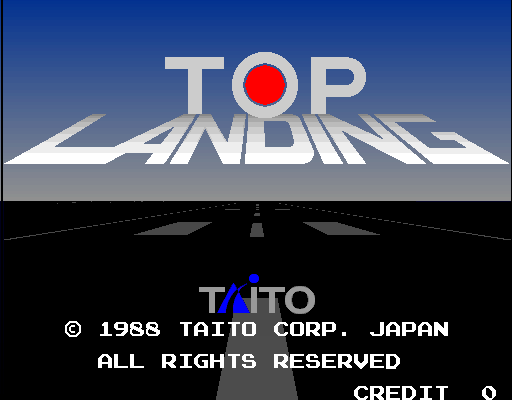 TOP
LANDING
TAITO
© 1988 TAITO CORP. JAPAN
ALL RIGHTS RESERVED
CREDIT 0